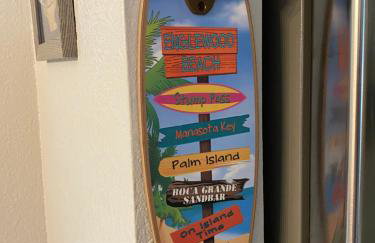 ENGLEWOOD
BEACH
Stump Pass
Manasota Key
Palm Island
BOCA GRANDE
SANDBAR
On Island
Time